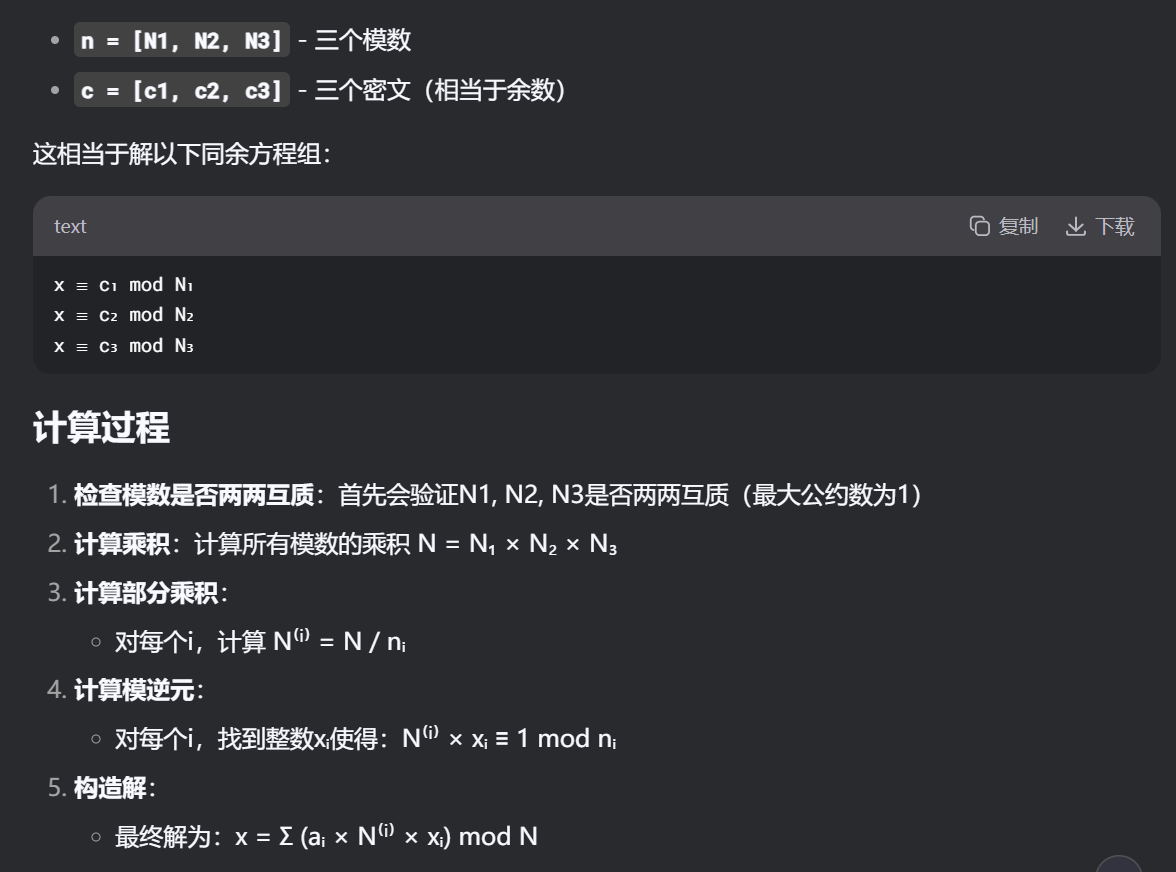 n = [N1, N2, N3] - 三个模数
c = [c1, c2, c3] - 三个密文（相当于余数）
这相当于解以下同余方程组：
text 复制 下载
x ≡ c₁ mod N₁
x ≡ c₂ mod N₂
x ≡ c₃ mod N₃
计算过程
1. 检查模数是否两两互质：首先会验证N1, N2, N3是否两两互质（最大公约数为1）
2. 计算乘积：计算所有模数的乘积 N = N₁ × N₂ × N₃
3. 计算部分乘积：
对每个i，计算 N⁽ⁱ⁾ = N / nᵢ
4. 计算模逆元：
对每个i，找到整数xᵢ使得：N⁽ⁱ⁾ × xᵢ ≡ 1 mod nᵢ
5. 构造解：
最终解为：x = Σ (aᵢ × N⁽ⁱ⁾ × xᵢ) mod N